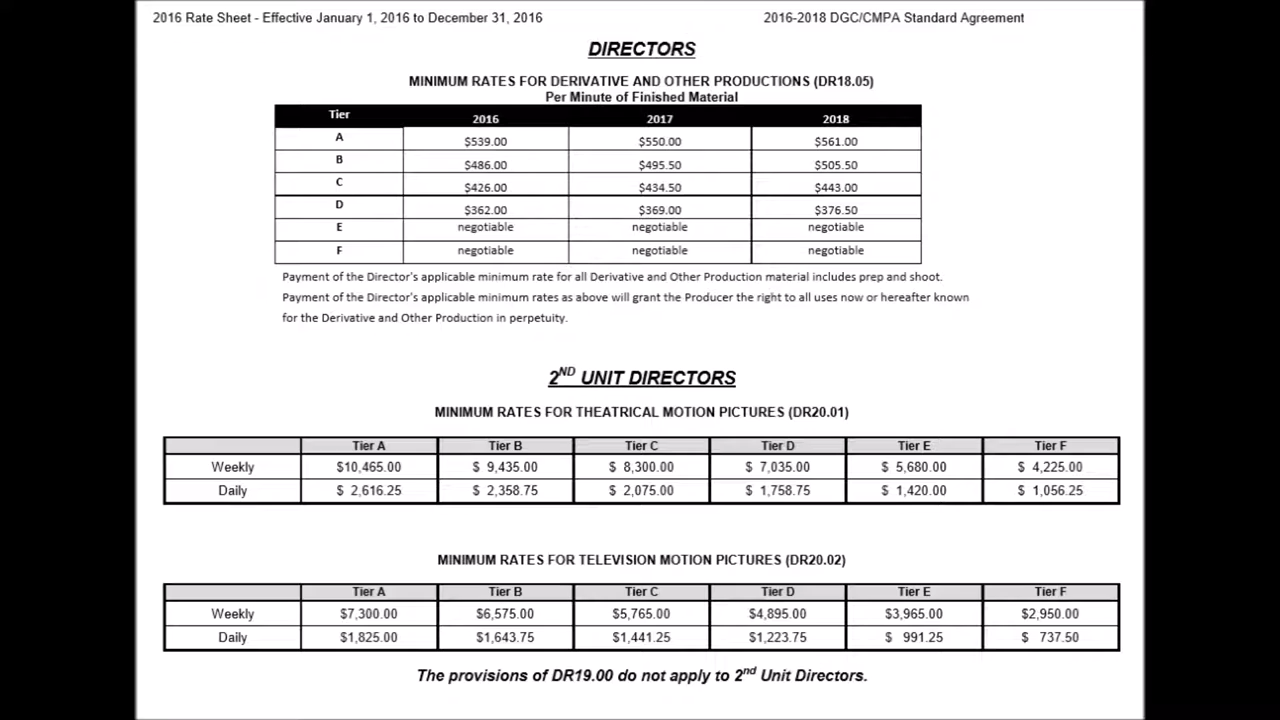 2016 Rate Sheet - Effective January 1, 2016 to December 31, 2016 2016-2018 DGC/CMPA Standard Agreement
DIRECTORS
MINIMUM RATES FOR DERIVATIVE AND OTHER PRODUCTIONS (DR18.05)
Per Minute of Finished Material
Tier 2016 2017 2018
A $539.00 $550.00 $561.00
B $486.00 $495.50 $505.50
C $426.00 $434.50 $443.00
D $362.00 $369.00 $376.50
E negotiable negotiable negotiable
F negotiable negotiable negotiable
Payment of the Director's applicable minimum rate for all Derivative and Other Production material includes prep and shoot.
Payment of the Director's applicable minimum rates as above will grant the Producer the right to all uses now or hereafter known
for the Derivative and Other Production in perpetuity.
2ND UNIT DIRECTORS
MINIMUM RATES FOR THEATRICAL MOTION PICTURES (DR20.01)
Tier A Tier B Tier C Tier D Tier E Tier F
Weekly $10,465.00 $ 9,435.00 $ 8,300.00 $ 7,035.00 $ 5,680.00 $ 4,225.00
Daily $ 2,616.25 $ 2,358.75 $ 2,075.00 $ 1,758.75 $ 1,420.00 $ 1,056.25
MINIMUM RATES FOR TELEVISION MOTION PICTURES (DR20.02)
Tier A Tier B Tier C Tier D Tier E Tier F
Weekly $7,300.00 $6,575.00 $5,765.00 $4,895.00 $3,965.00 $2,950.00
Daily $1,825.00 $1,643.75 $1,441.25 $1,223.75 $ 991.25 $ 737.50
The provisions of DR19.00 do not apply to 2nd Unit Directors.